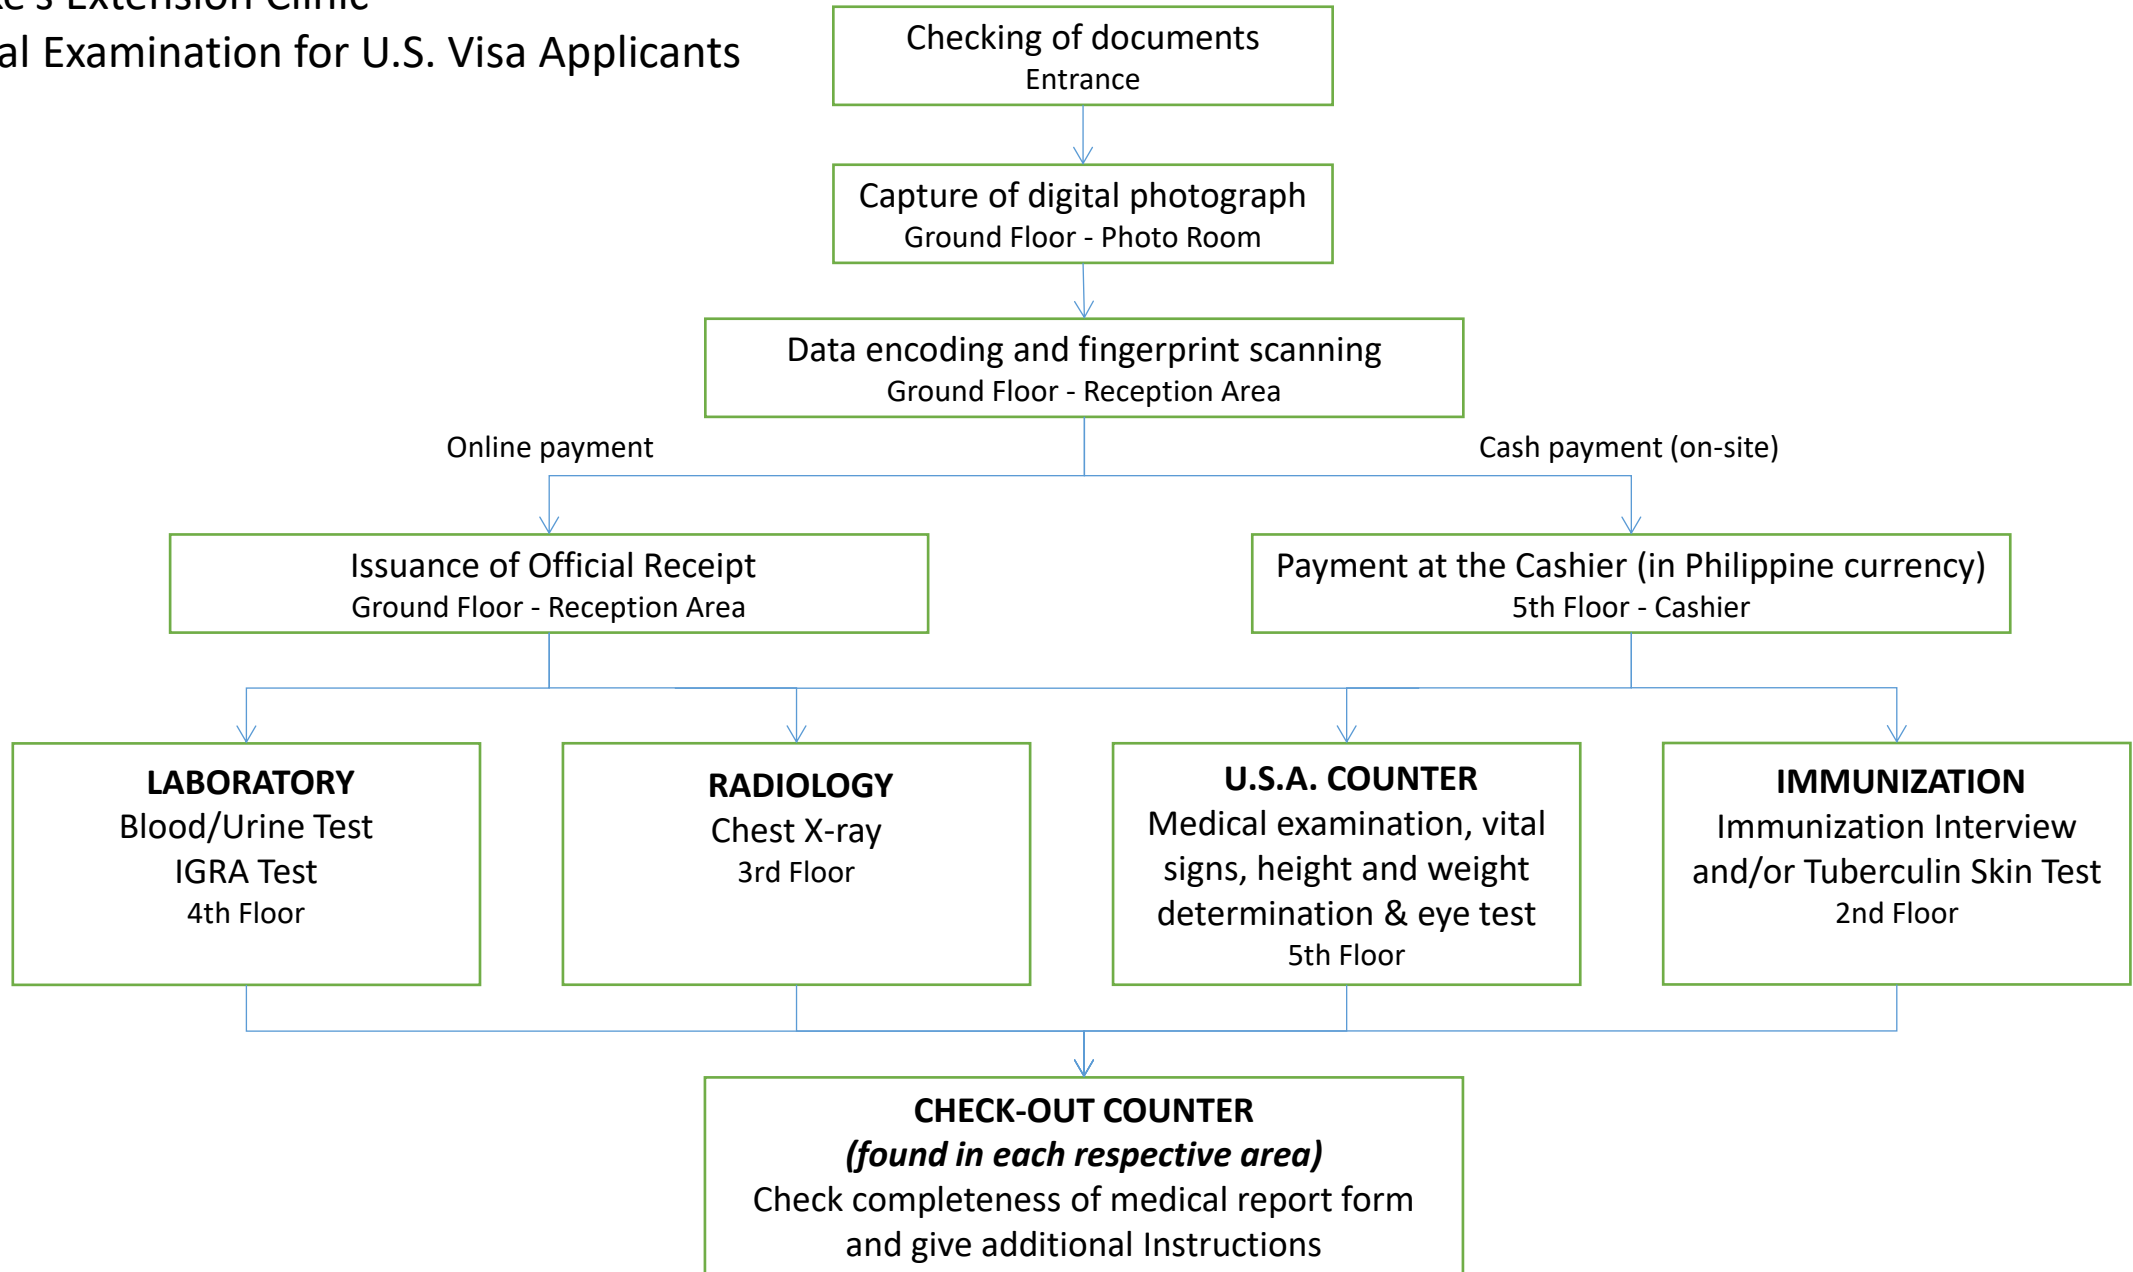 Extension Clinic
Examination for U.S. Visa Applicants
Checking of documents
Entrance
Capture of digital photograph
Ground Floor - Photo Room
Data encoding and fingerprint scanning
Ground Floor - Reception Area
Online payment
Cash payment (on-site)
Issuance of Official Receipt
Ground Floor - Reception Area
Payment at the Cashier (in Philippine currency)
5th Floor - Cashier
LABORATORY
Blood/Urine Test
IGRA Test
4th Floor
RADIOLOGY
Chest X-ray
3rd Floor
U.S.A. COUNTER
Medical examination, vital
signs, height and weight
determination & eye test
5th Floor
IMMUNIZATION
Immunization Interview
and/or Tuberculin Skin Test
2nd Floor
CHECK-OUT COUNTER
(found in each respective area)
Check completeness of medical report form
and give additional Instructions